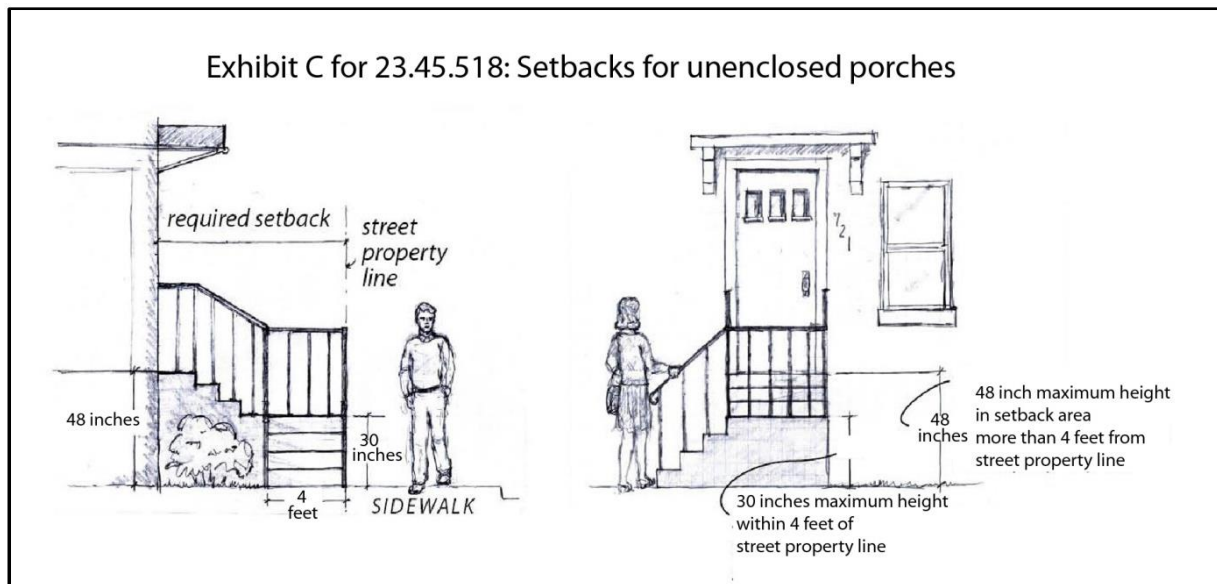 Exhibit C for 23.45.518: Setbacks for unenclosed porches
required setback
street
property
line
48 inches
30
inches
4
feet
SIDEWALK
721
48
inches
48 inch maximum height
in setback area
more than 4 feet from
street property line
30 inches maximum height
within 4 feet of
street property line